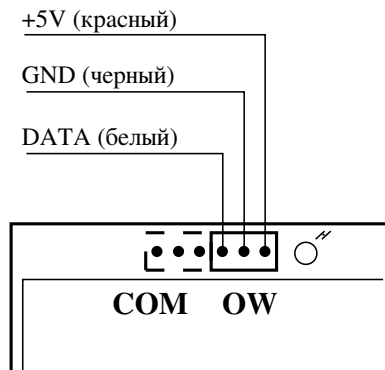 +5V (красный)
GND (черный)
DATA (белый)
COM OW